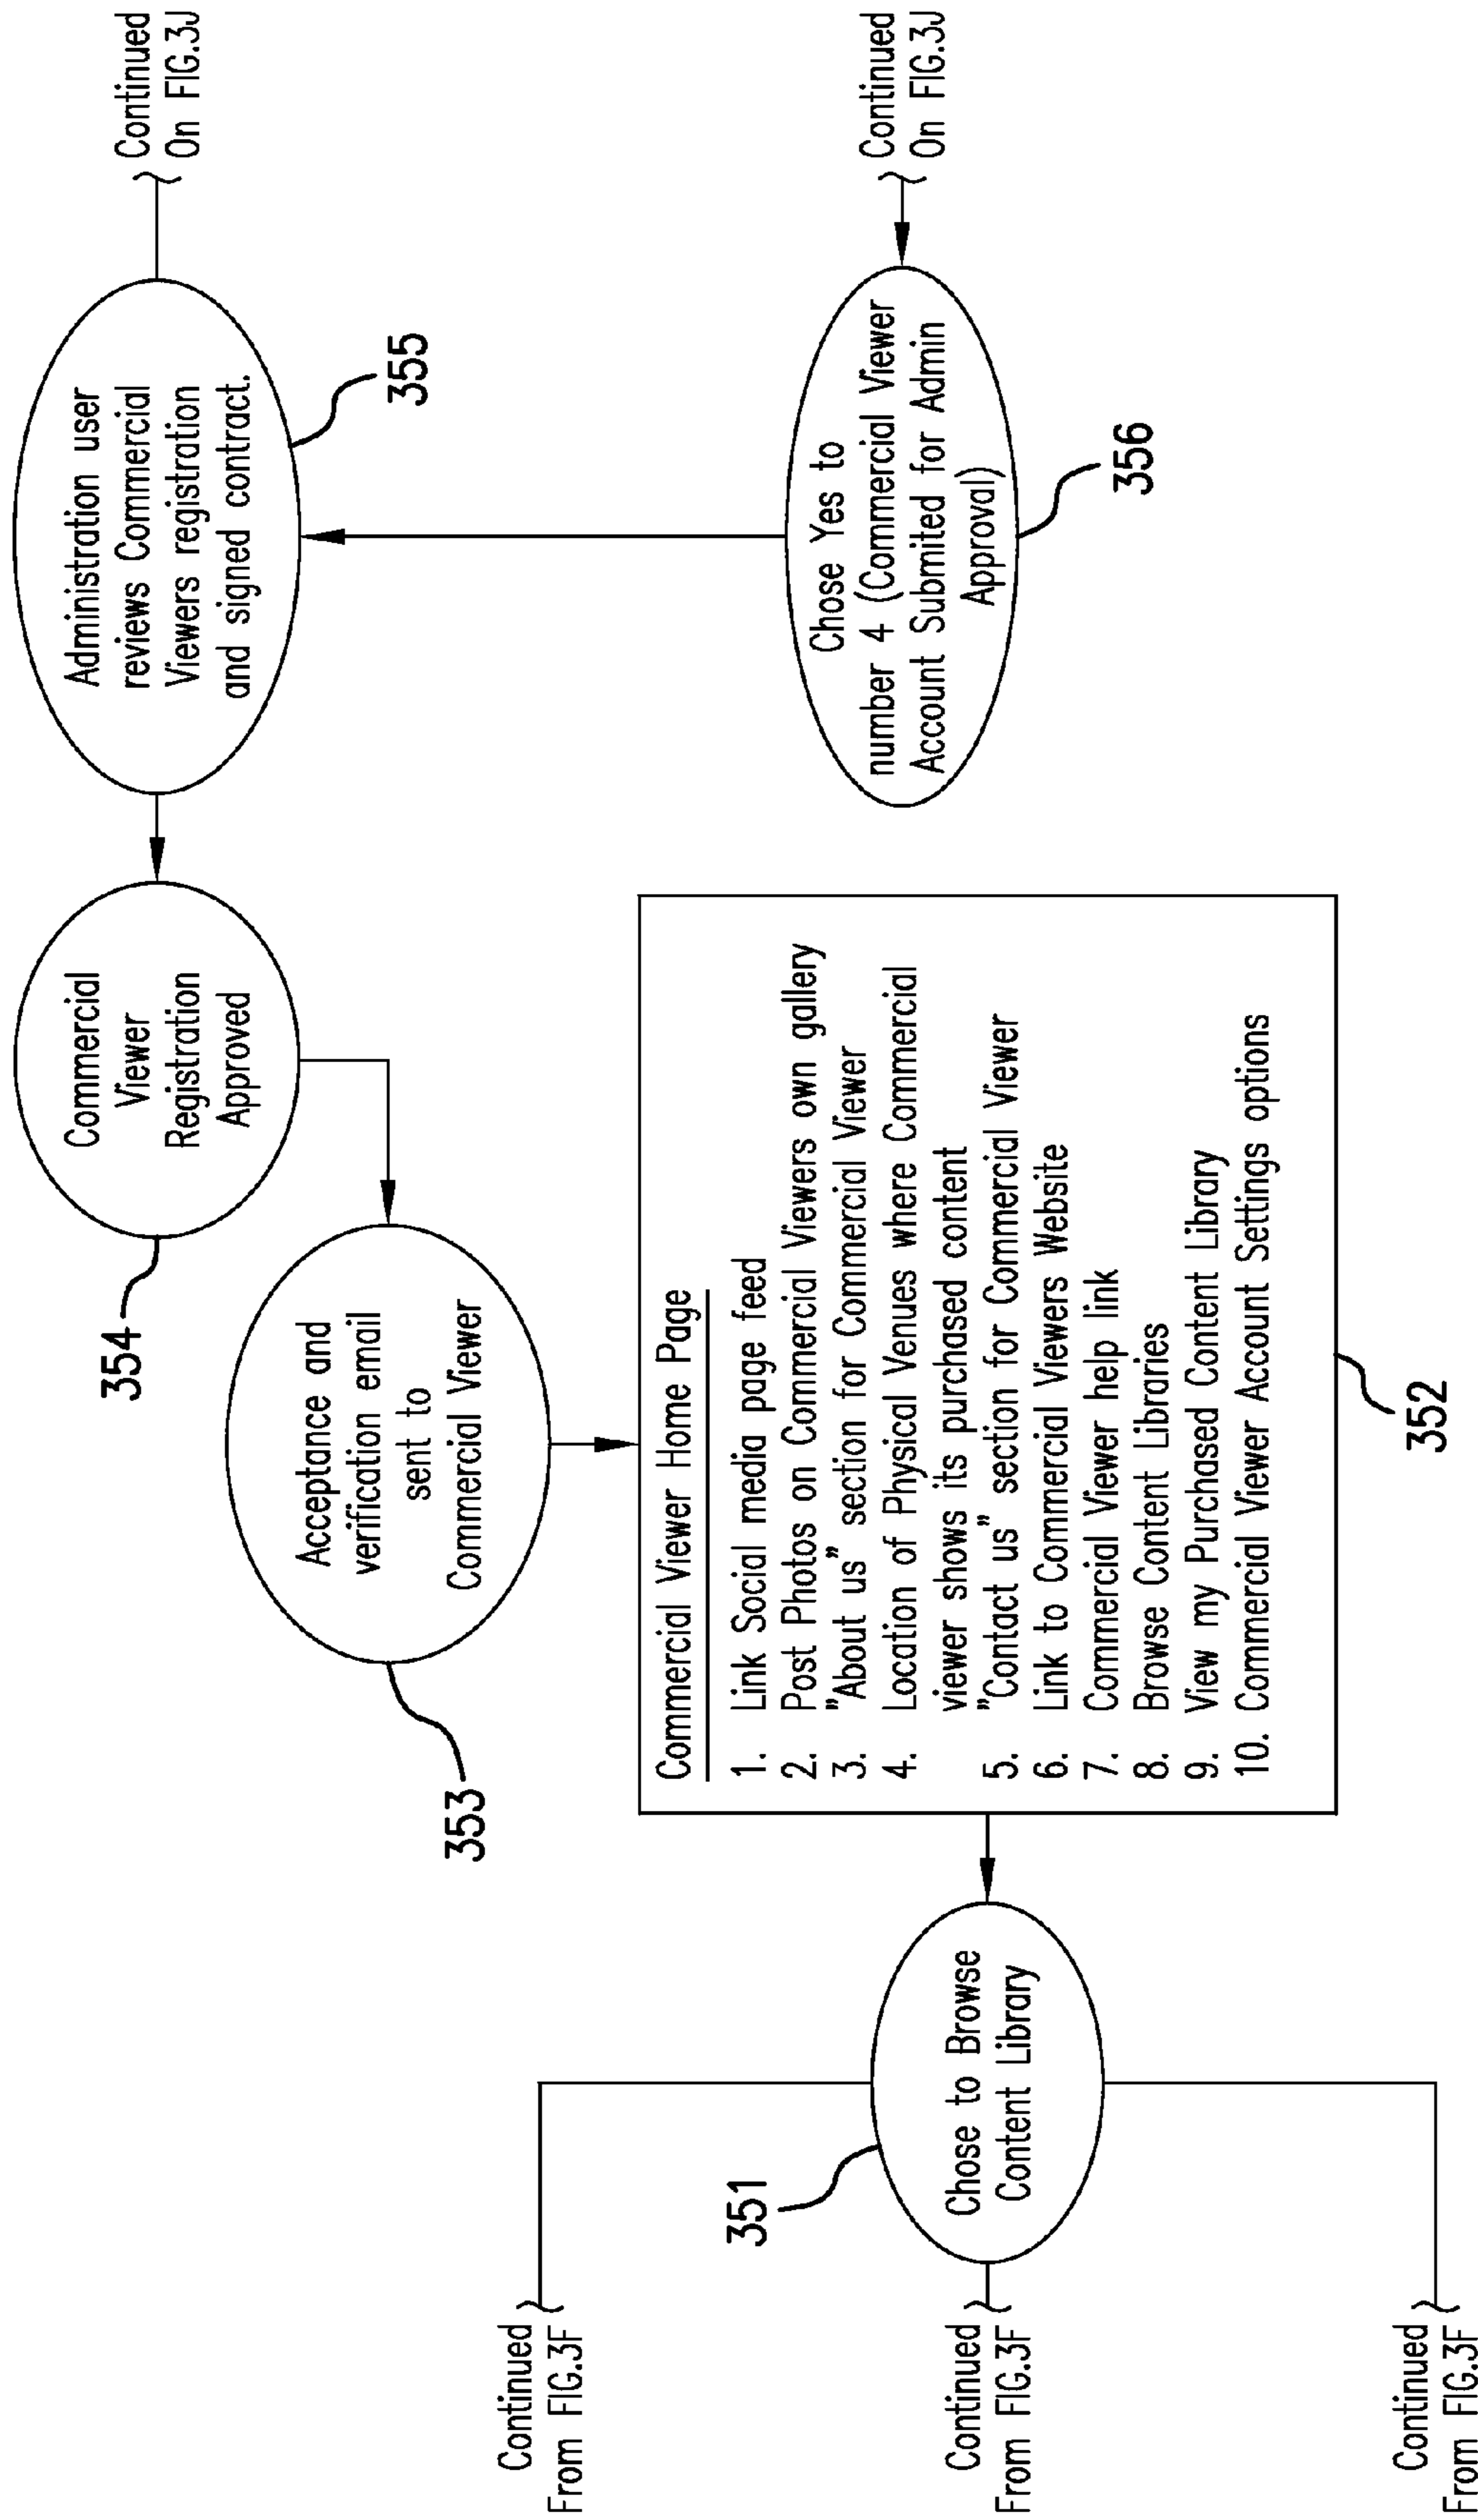 Continued
From FIG.3F
Continued
From FIG.3F
Continued
From FIG.3F
351
Chose to Browse
Content Library
353
Acceptance and
verification email
sent to
Commercial Viewer
354
Commercial
Viewer
Registration
Approved
Commercial Viewer Home Page
1. Link Social media page feed
2. Post Photos on Commercial Viewers own gallery
3. "About us" section for Commercial Viewer
4. Location of Physical Venues where Commercial
viewer shows its purchased content
5. "Contact us" section for Commercial Viewer
6. Link to Commercial Viewers Website
7. Commercial Viewer help link
8. Browse Content Libraries
9. View my Purchased Content Library
10. Commercial Viewer Account Settings options
352
Administration user
reviews Commercial
Viewers registration
and signed contract.
355
Chose Yes to
number 4 (Commercial Viewer
Account Submitted for Admin
Approval)
356
Continued
On FIG.3J
Continued
On FIG.3J